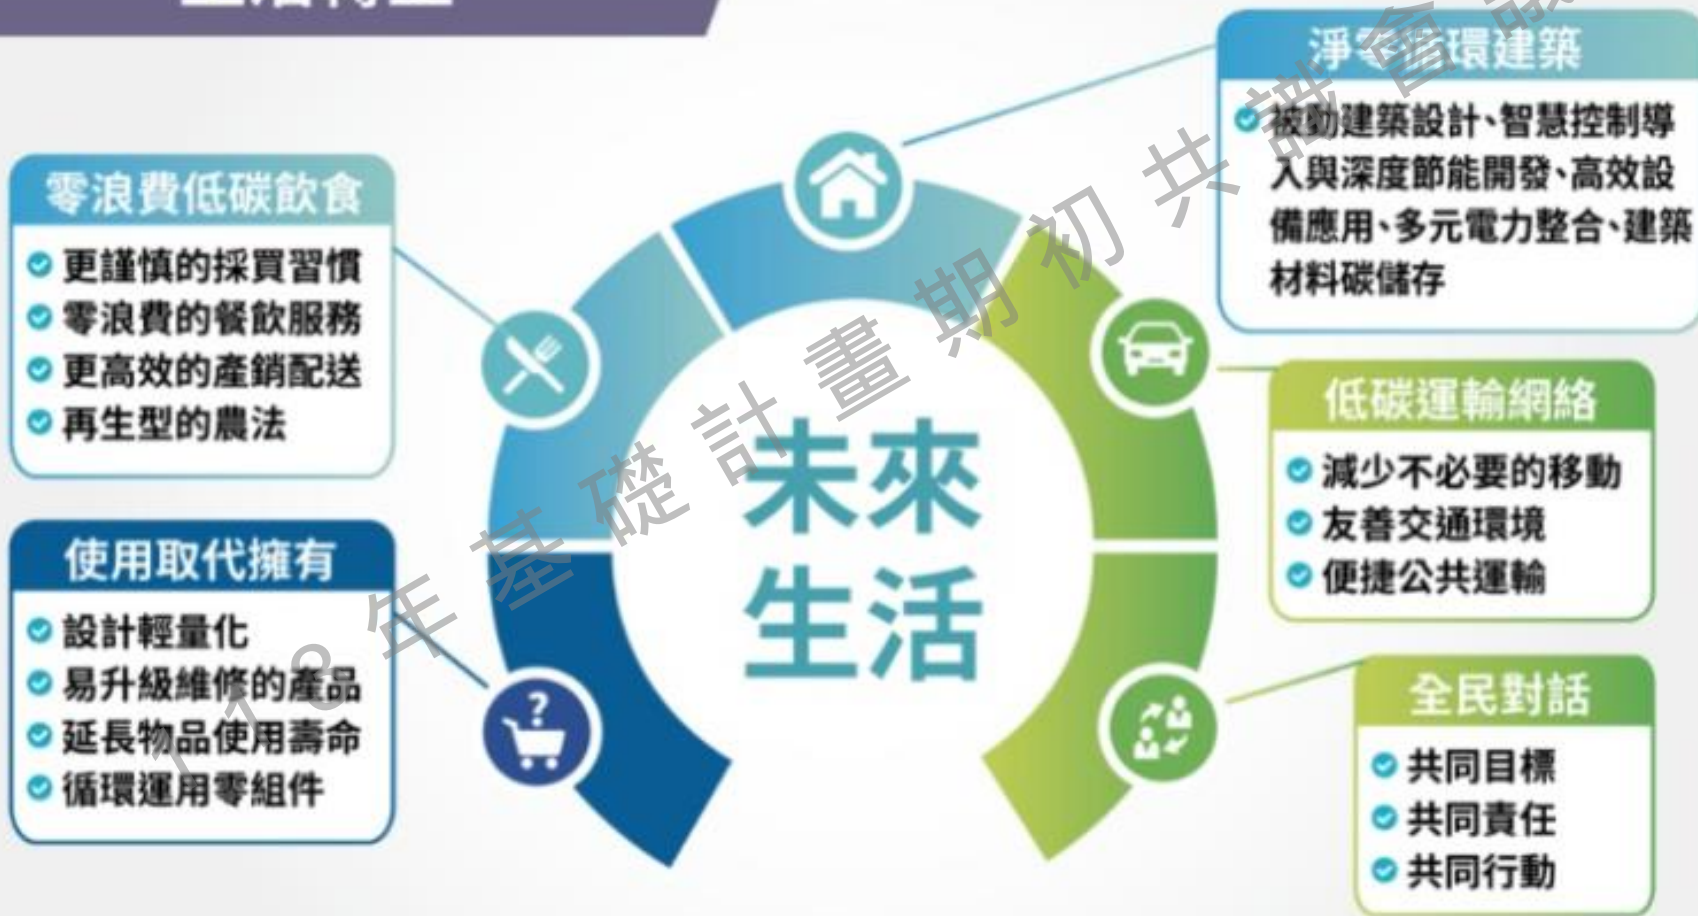 零浪費低碳飲食
更謹慎的採買習慣
零浪費的餐飲服務
更高效的產銷配送
再生型的農法
使用取代擁有
設計輕量化
易升級維修的產品
延長物品使用壽命
循環運用零組件
未來
生活
淨零循環建築
被動建築設計、智慧控制導
入與深度節能開發、高效設
備應用、多元電力整合、建築
材料碳儲存
低碳運輸網絡
減少不必要的移動
友善交通環境
便捷公共運輸
全民對話
共同目標
共同責任
共同行動
?
年基礎計畫期初共識會議